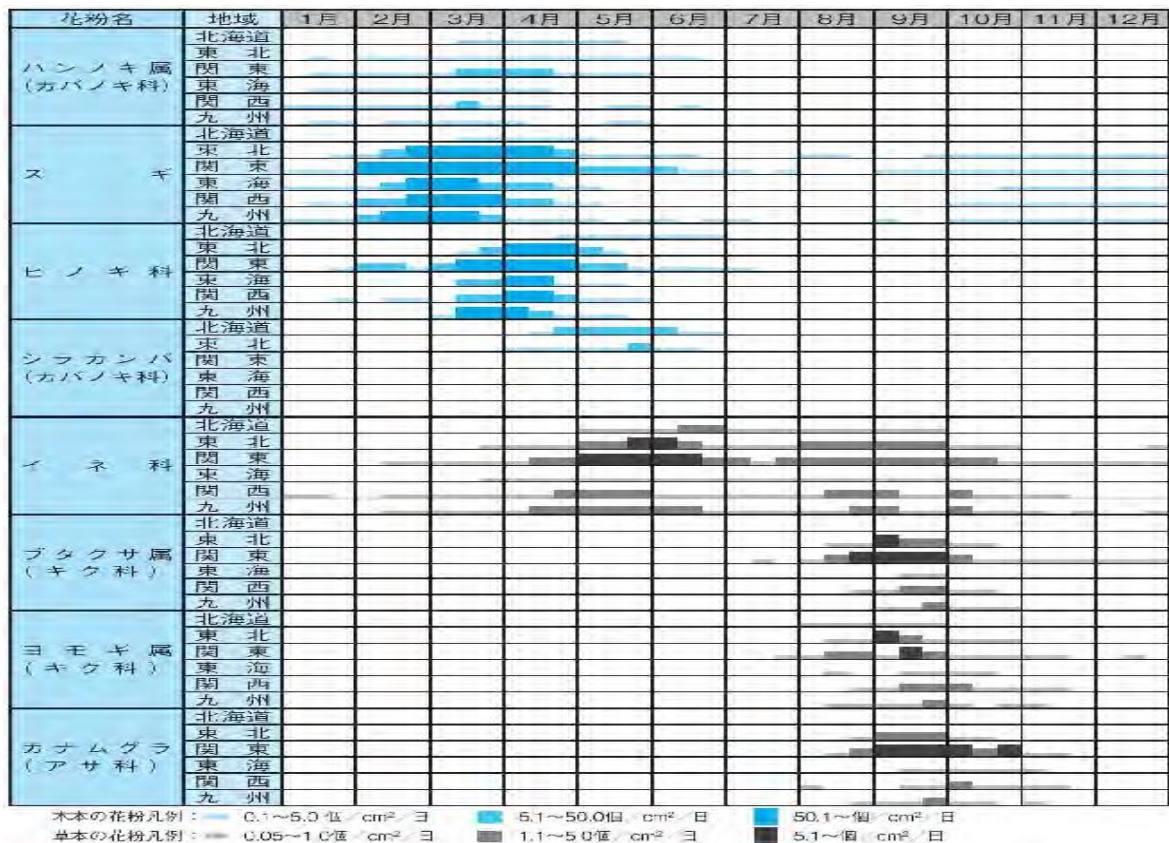 花粉名 地域 1月 2月 3月 4月 5月 6月 7月 8月 9月 10月 11月 12月
ハンノキ属
(カバノキ科)
北海道
東北
関東
東海
関西
九州
スギ
北海道
東北
関東
東海
関西
九州
ヒノキ科
北海道
東北
関東
東海
関西
九州
シラカンバ
(カバノキ科)
北海道
東北
関東
東海
関西
九州
イネ科
北海道
東北
関東
東海
関西
九州
ブタクサ属
(キク科)
北海道
東北
関東
東海
関西
九州
ヨモギ属
(キク科)
北海道
東北
関東
東海
関西
九州
カナムグラ
(アサ科)
北海道
東北
関東
東海
関西
九州
木本の花粉凡例: 0.1~5.0個/cm²/日 5.1~50.0個/cm²/日 50.1~個/cm²/日
草本の花粉凡例: 0.05~1.0個/cm²/日 1.1~5.0個/cm²/日 5.1~個/cm²/日